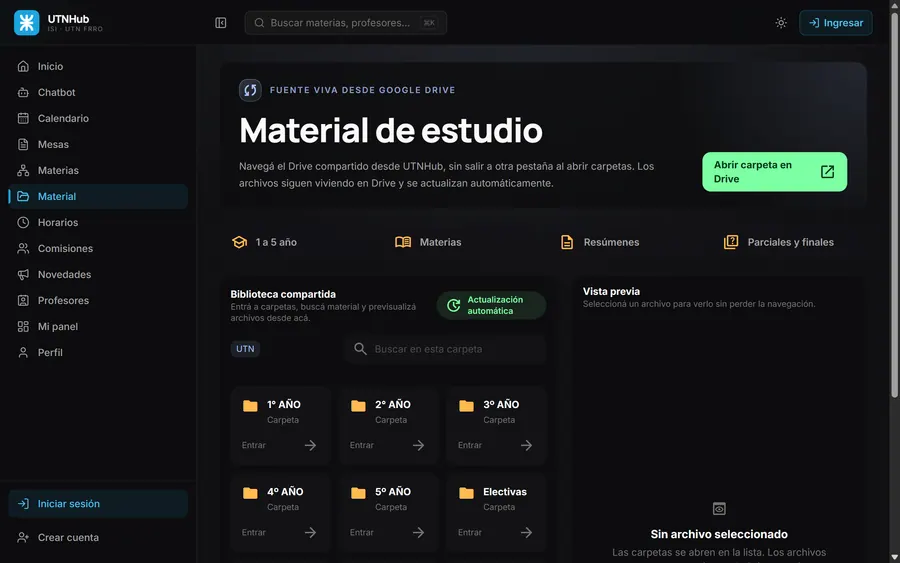 UTNHub
ISI · UTN FRRO
Buscar materias, profesores...
⌘K
Ingresar
Inicio
Chatbot
Calendario
Mesas
Materias
Material
Horarios
Comisiones
Novedades
Profesores
Mi panel
Perfil
Iniciar sesión
Crear cuenta
FUENTE VIVA DESDE GOOGLE DRIVE
Material de estudio
Navegá el Drive compartido desde UTNHub, sin salir a otra pestaña al abrir carpetas. Los
archivos siguen viviendo en Drive y se actualizan automáticamente.
Abrir carpeta en
Drive
1 a 5 año
Materias
Resúmenes
Parciales y finales
Biblioteca compartida
Entrá a carpetas, buscá material y previsualizá
archivos desde acá.
Actualización
automática
UTN
Buscar en esta carpeta
1° AÑO
Carpeta
Entrar
2° AÑO
Carpeta
Entrar
3º AÑO
Carpeta
Entrar
4º AÑO
Carpeta
Entrar
5º AÑO
Carpeta
Entrar
Electivas
Carpeta
Entrar
Vista previa
Seleccioná un archivo para verlo sin perder la navegación.
Sin archivo seleccionado
Las carpetas se abren en la lista. Los archivos